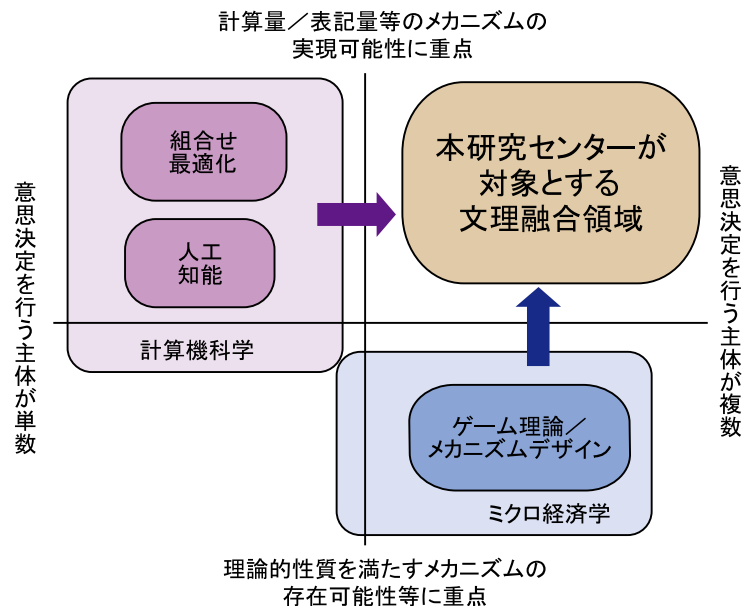 計算量／表記量等のメカニズムの
実現可能性に重点
組合せ
最適化
人工
知能
計算機科学
本研究センターが
対象とする
文理融合領域
意思決定を行う主体が単数
意思決定を行う主体が複数
ゲーム理論／
メカニズムデザイン
ミクロ経済学
理論的性質を満たすメカニズムの
存在可能性等に重点